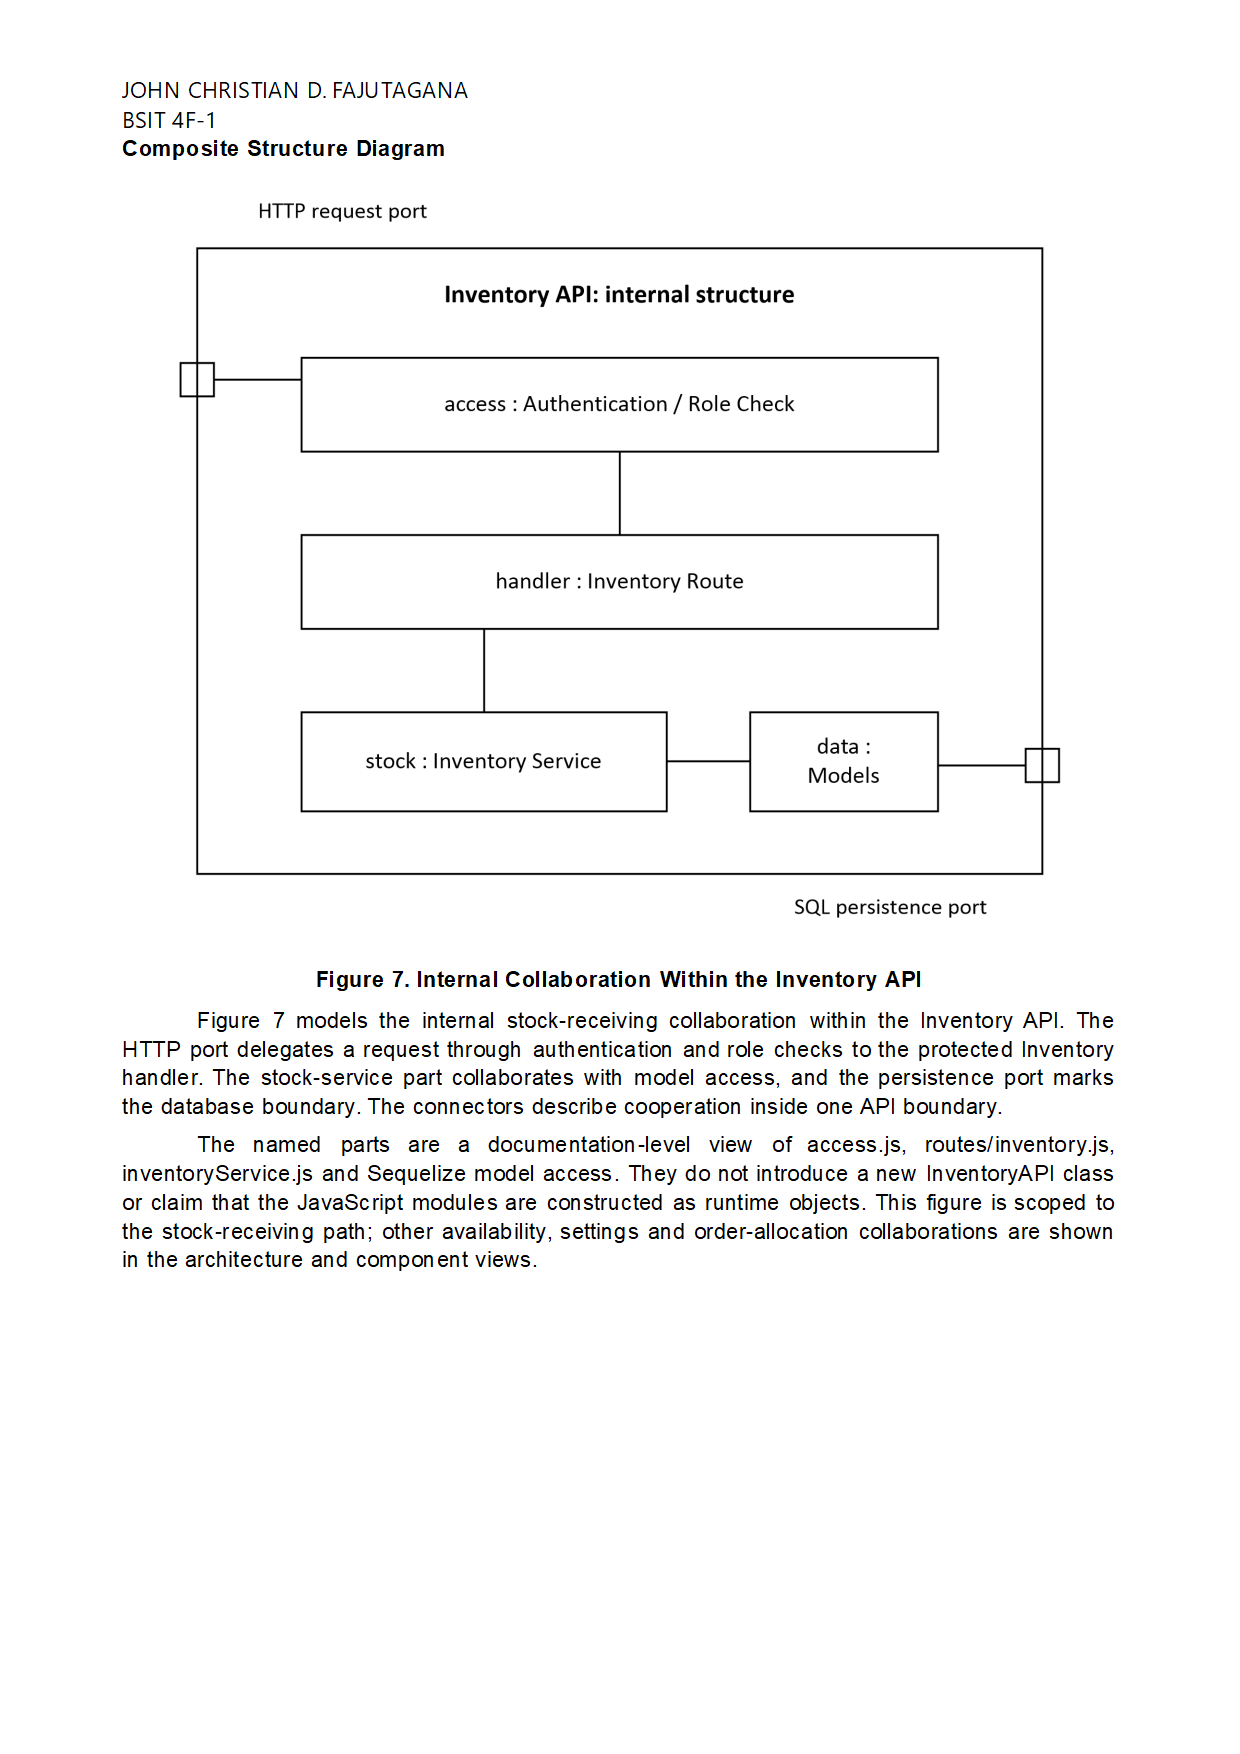 JOHN CHRISTIAN D. FAJUTAGANA
BSIT 4F-1
Composite Structure Diagram
HTTP request port
Inventory API: internal structure
access : Authentication / Role Check
handler : Inventory Route
stock : Inventory Service
data :
Models
SQL persistence port
Figure 7. Internal Collaboration Within the Inventory API
Figure 7 models the internal stock-receiving collaboration within the Inventory API. The
HTTP port delegates a request through authentication and role checks to the protected Inventory
handler. The stock-service part collaborates with model access, and the persistence port marks
the database boundary. The connectors describe cooperation inside one API boundary.
The named parts are a documentation-level view of access.js, routes/inventory.js,
inventoryService.js and Sequelize model access. They do not introduce a new InventoryAPI class
or claim that the JavaScript modules are constructed as runtime objects. This figure is scoped to
the stock-receiving path; other availability, settings and order-allocation collaborations are shown
in the architecture and component views.